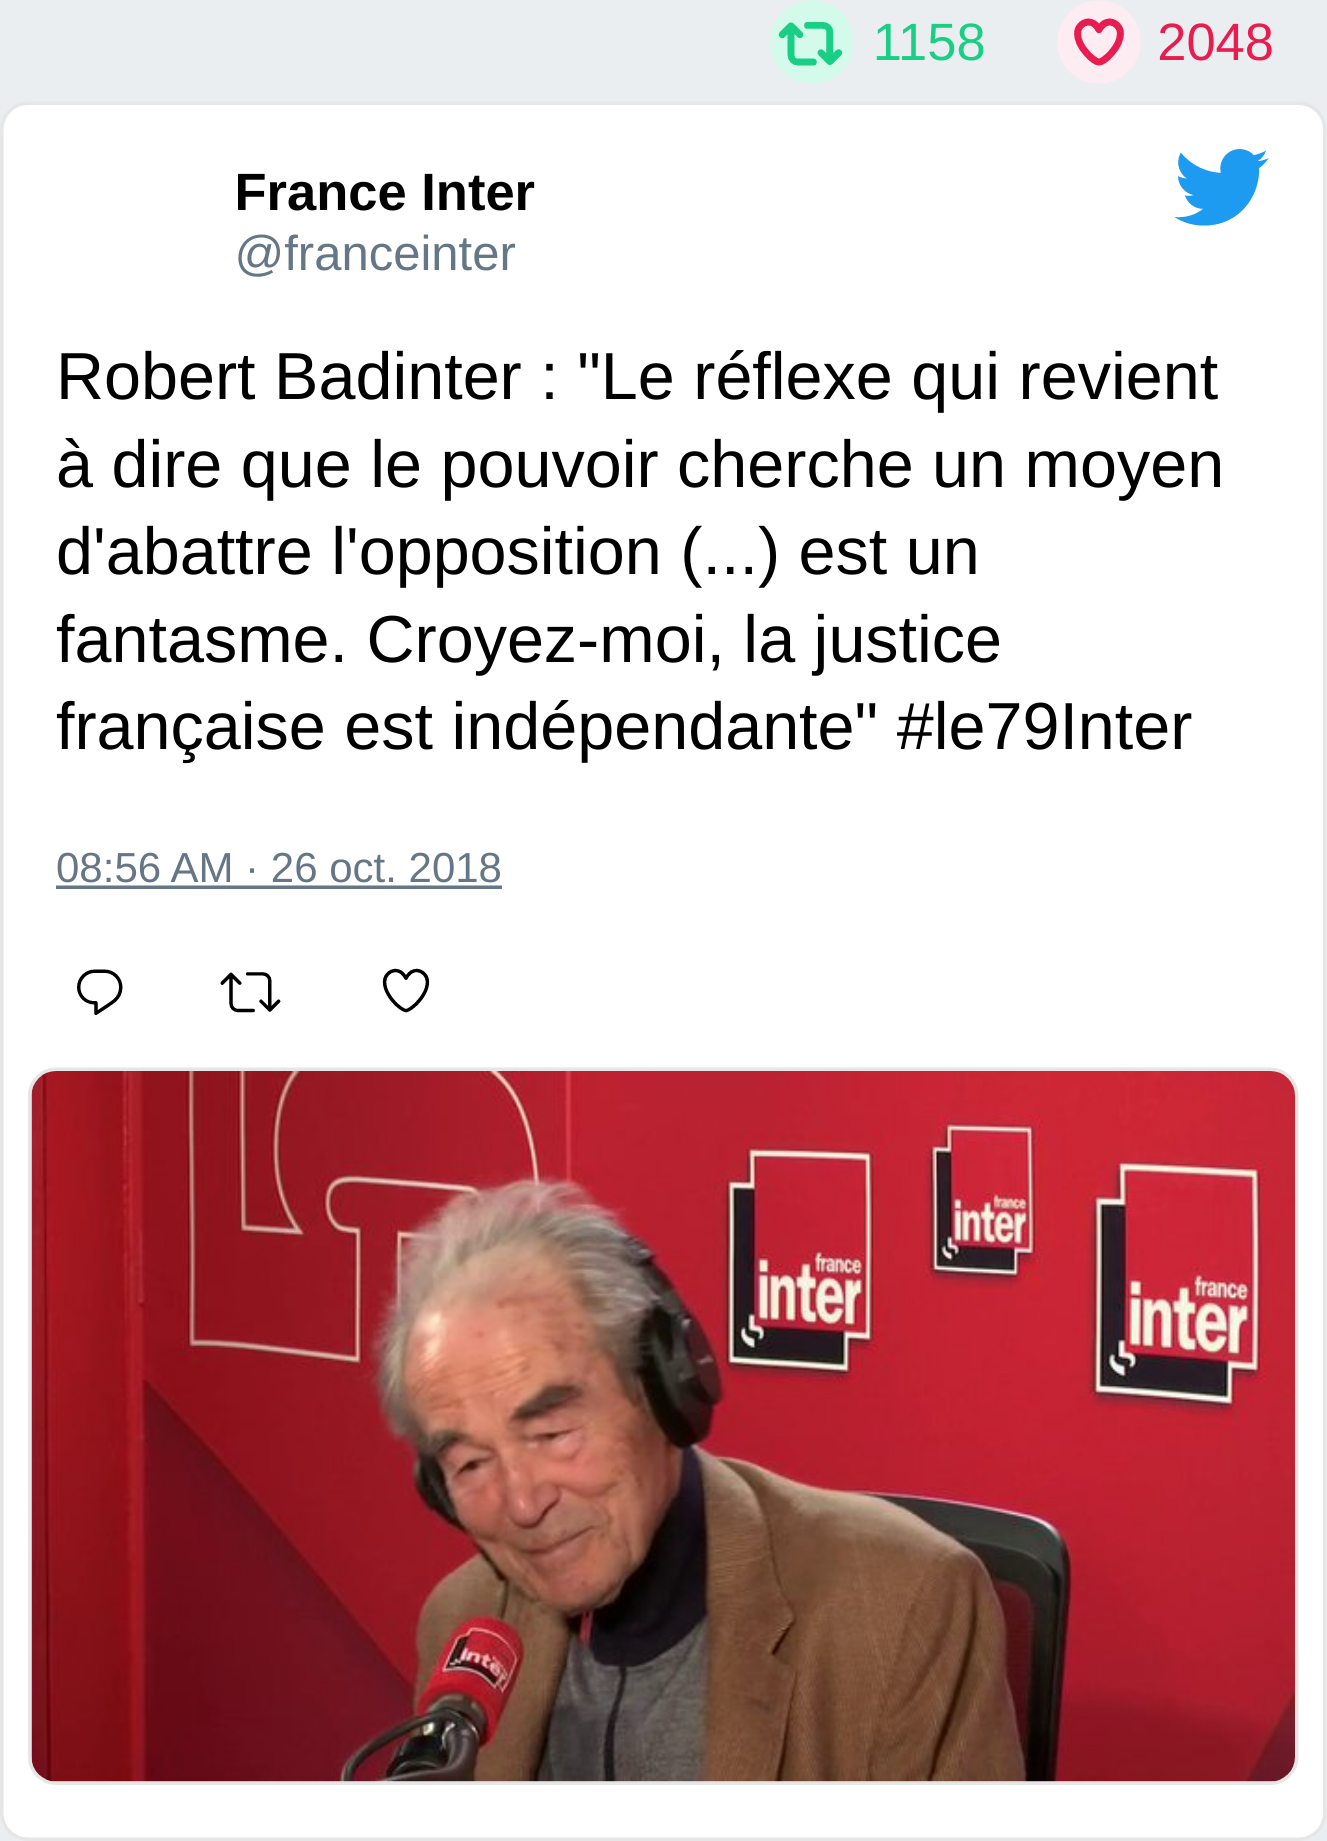 1158 2048
France Inter
@franceinter
Robert Badinter : "Le réflexe qui revient
à dire que le pouvoir cherche un moyen
d'abattre l'opposition (...) est un
fantasme. Croyez-moi, la justice
française est indépendante" #le79Inter
08:56 AM · 26 oct. 2018
france
inter
france
inter
france
inter
inter